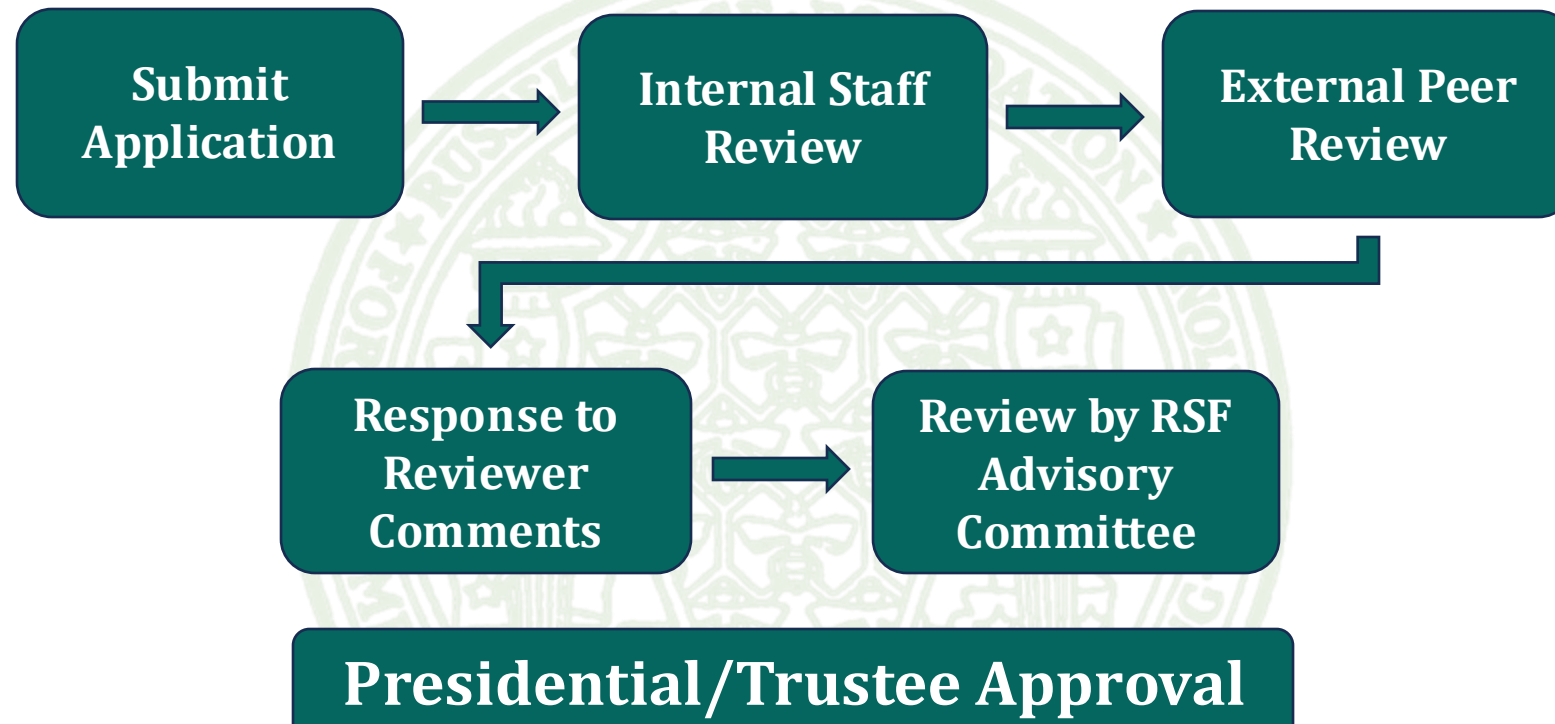 Submit
Application
Internal Staff
Review
External Peer
Review
Response to
Reviewer
Comments
Review by RSF
Advisory
Committee
Presidential/Trustee Approval